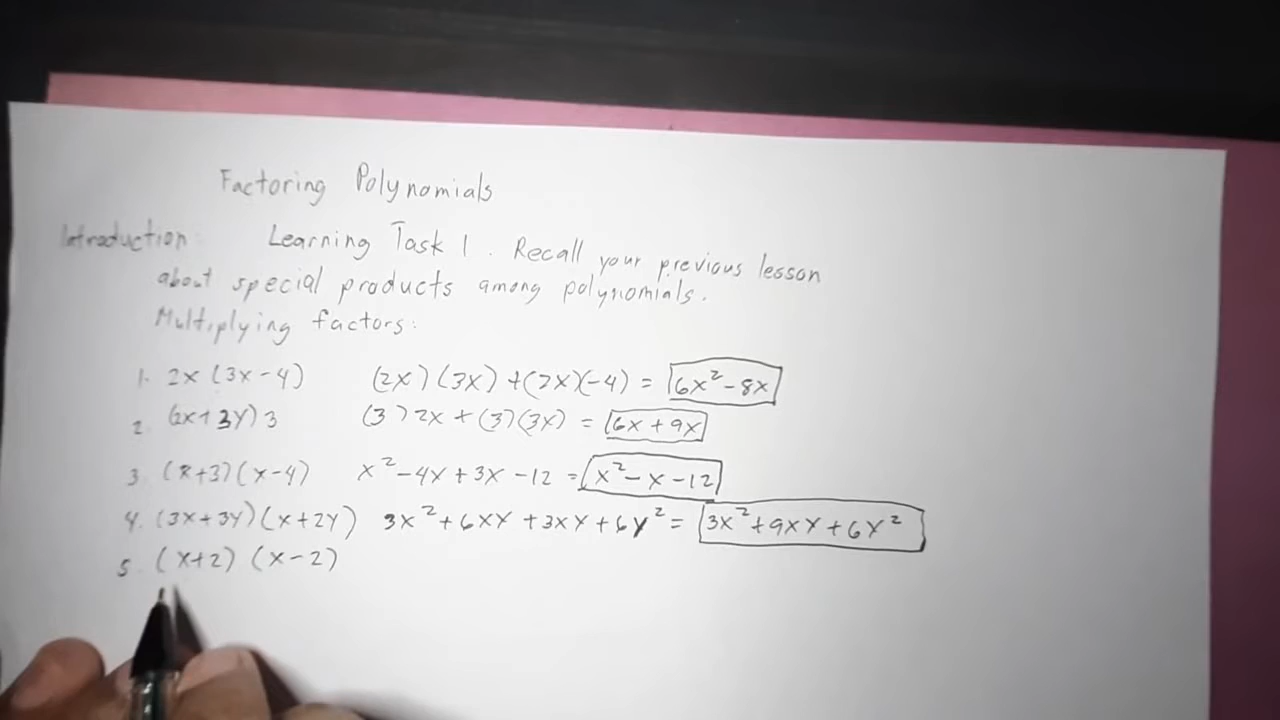 Factoring Polynomials
Introduction: Learning Task 1. Recall your previous lesson
about special products among polynomials.
Multiplying factors:
1. 2x (3x-4) (2x)(3x) + (2x)(-4) = 6x² - 8x
2. (2x+3y)3 (3)2x + (3)(3x) = 6x + 9x
3. (x+3)(x-4) x² - 4x + 3x - 12 = x² - x - 12
4. (3x+3y)(x+2y) 3x² + 6xy + 3xy + 6y² = 3x² + 9xy + 6y²
5. (x+2) (x-2)